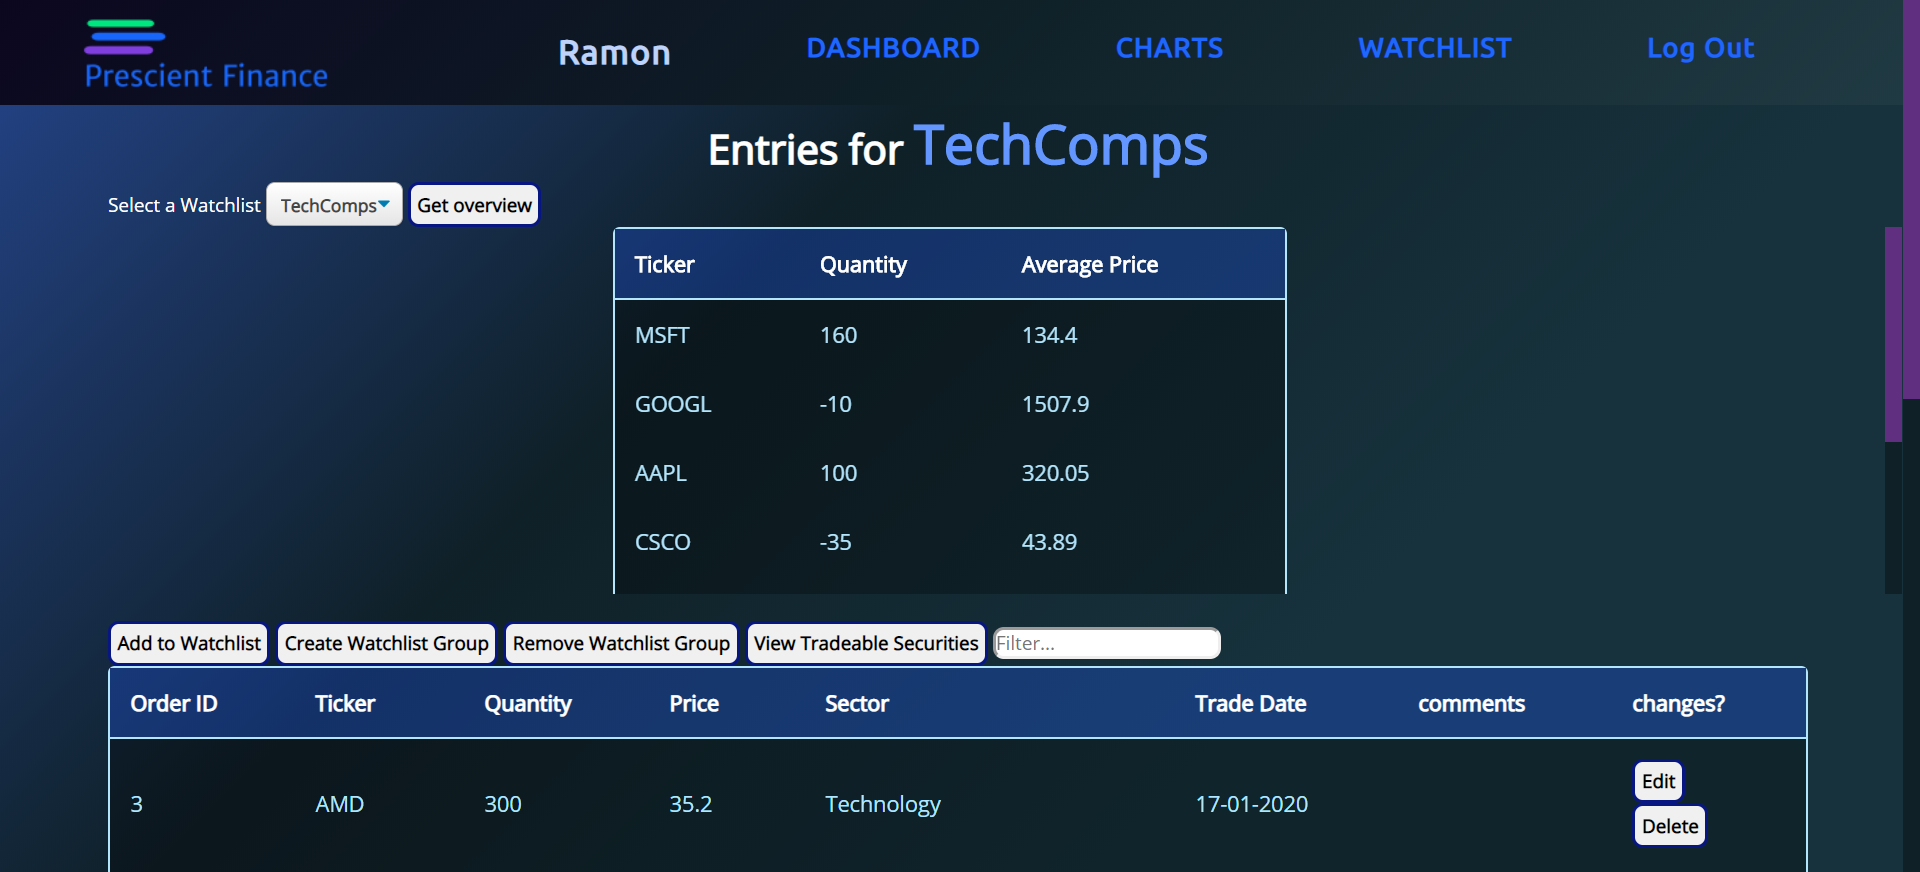 Prescient Finance
Ramon DASHBOARD CHARTS WATCHLIST Log Out
Entries for TechComps
Select a Watchlist TechComps Get overview
Ticker Quantity Average Price
MSFT 160 134.4
GOOGL -10 1507.9
AAPL 100 320.05
CSCO -35 43.89
Add to Watchlist Create Watchlist Group Remove Watchlist Group View Tradeable Securities Filter...
Order ID Ticker Quantity Price Sector Trade Date comments changes?
3 AMD 300 35.2 Technology 17-01-2020 Edit
Delete